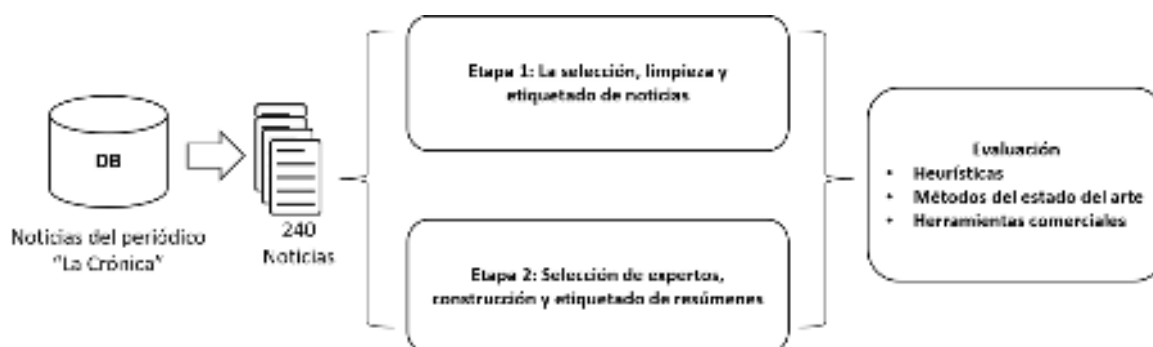 DB
Noticias del periódico
"La Crónica"
240
Noticias
Etapa 1: La selección, limpieza y
etiquetado de noticias
Etapa 2: Selección de expertos,
construcción y etiquetado de resúmenes
Evaluación
• Heurísticas
• Métodos del estado del arte
• Herramientas comerciales